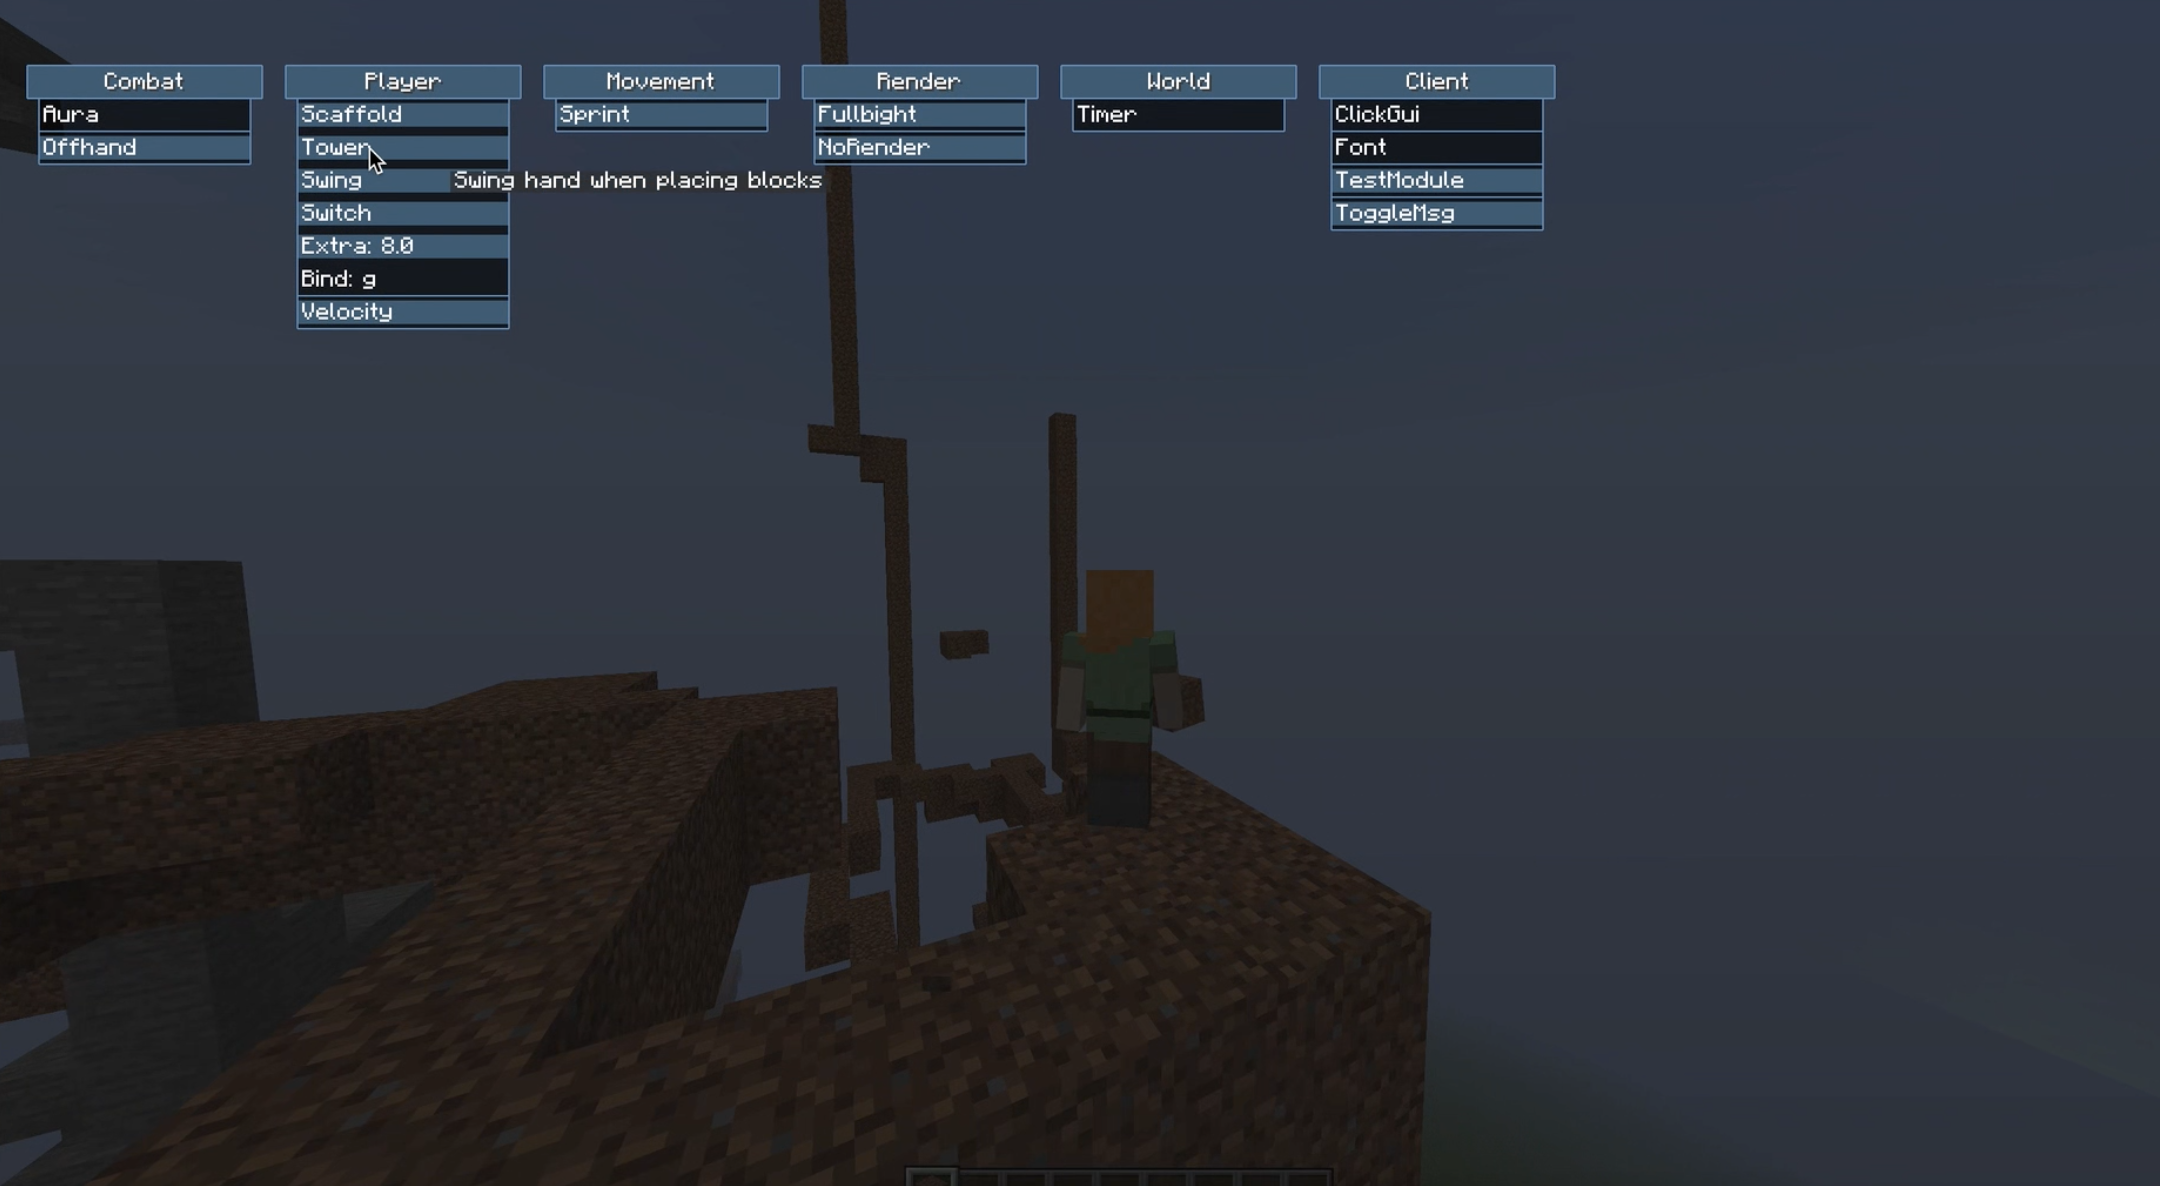 Combat
Aura
Offhand
Player
Scaffold
Tower
Swing
Switch
Extra: 8.0
Bind: g
Velocity
Swing hand when placing blocks
Movement
Sprint
Render
Fullbight
NoRender
World
Timer
Client
ClickGui
Font
TestModule
ToggleMsg